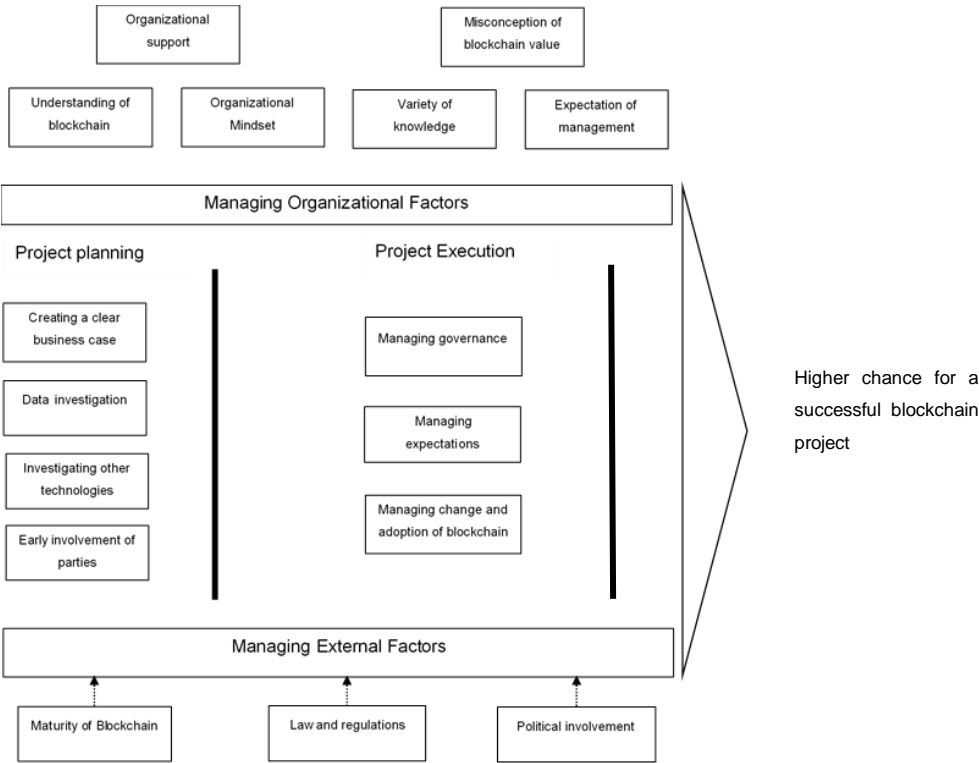 Organizational
support
Misconception of
blockchain value
Understanding of
blockchain
Organizational
Mindset
Variety of
knowledge
Expectation of
management
Managing Organizational Factors
Project planning
Project Execution
Creating a clear
business case
Data investigation
Investigating other
technologies
Early involvement of
parties
Managing governance
Managing
expectations
Managing change and
adoption of blockchain
Higher chance for a
successful blockchain
project
Managing External Factors
Maturity of Blockchain
Law and regulations
Political involvement